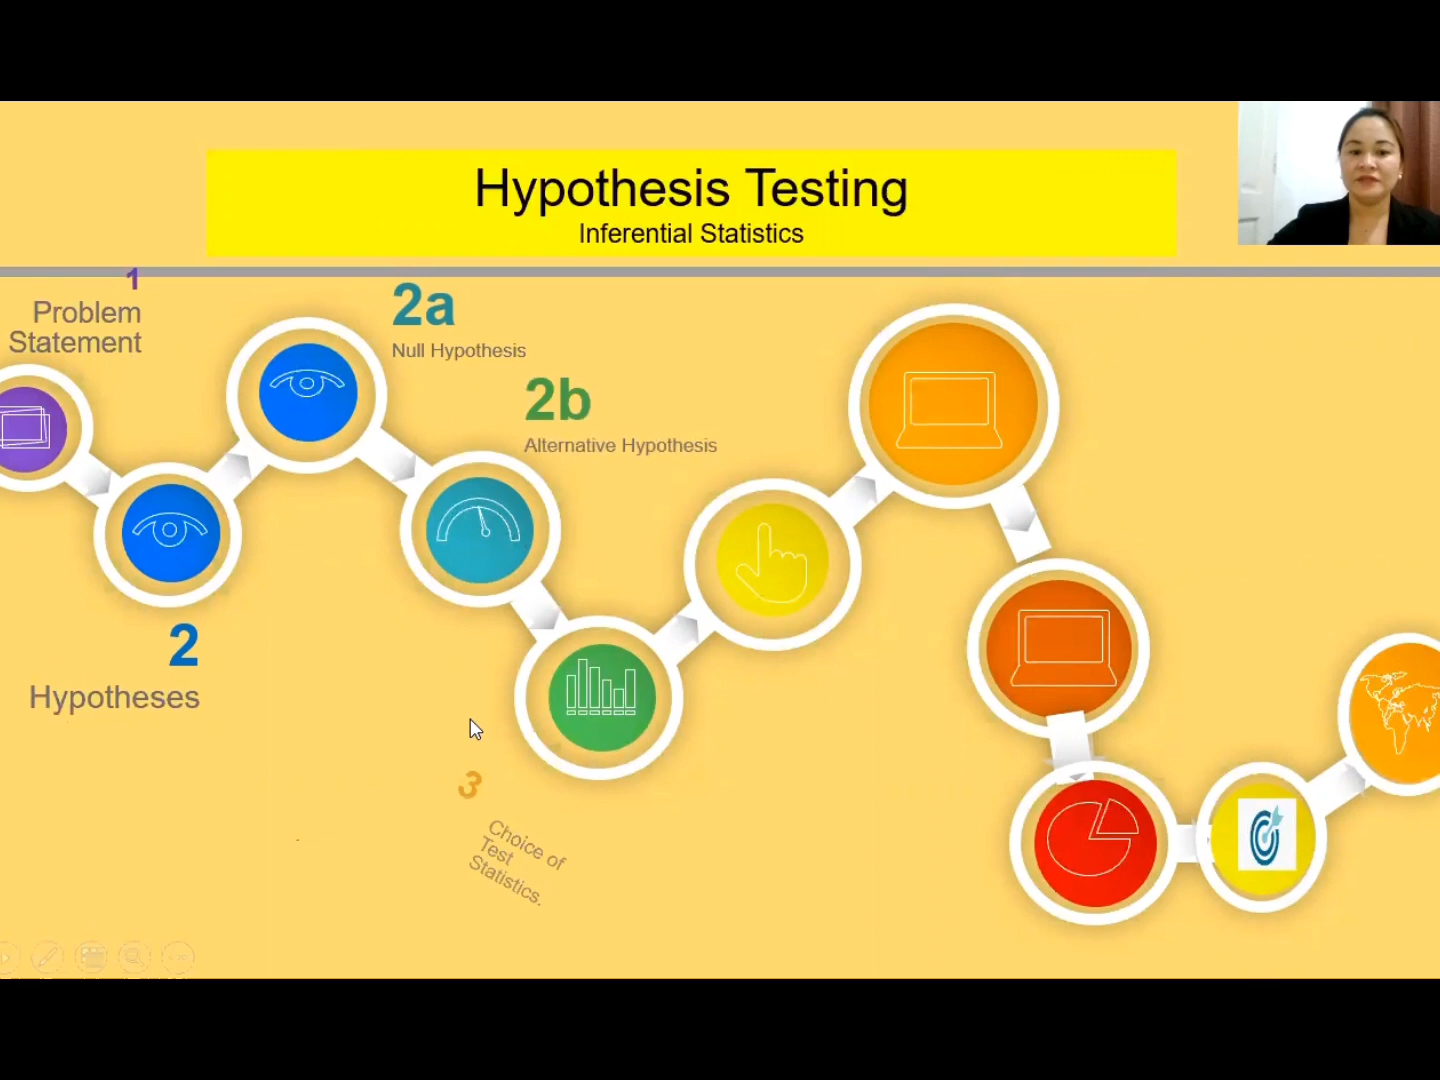 Hypothesis Testing
Inferential Statistics
1
Problem
Statement
2a
Null Hypothesis
2b
Alternative Hypothesis
2
Hypotheses
3
Choice of
Test
Statistics.